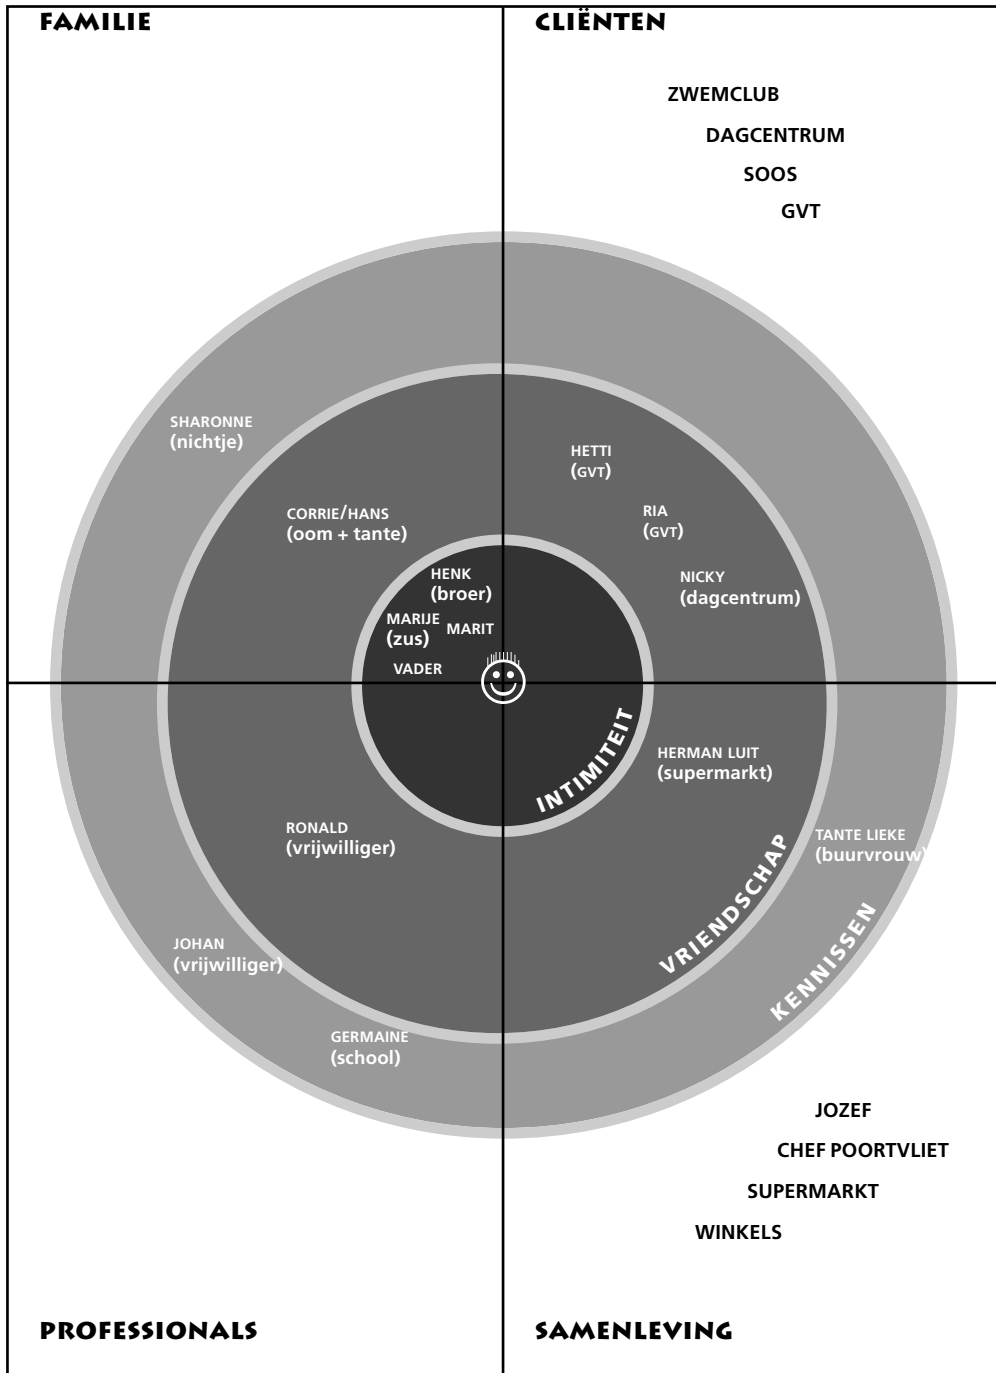 FAMILIE
CLIËNTEN
ZWEMCLUB
DAGCENTRUM
SOOS
GVT
SHARONNE
(nichtje)
CORRIE/HANS
(oom + tante)
HENK
(broer)
MARIJE
(zus)
MARIT
VADER
HETTI
(GVT)
RIA
(GVT)
NICKY
(dagcentrum)
INTIMITEIT
HERMAN LUIT
(supermarkt)
RONALD
(vrijwilliger)
VRIENDSCHAP
TANTE LIEKE
(buurvrouw)
KENNISSEN
JOHAN
(vrijwilliger)
GERMAINE
(school)
JOZEF
CHEF POORTVLIET
SUPERMARKT
WINKELS
PROFESSIONALS
SAMENLEVING